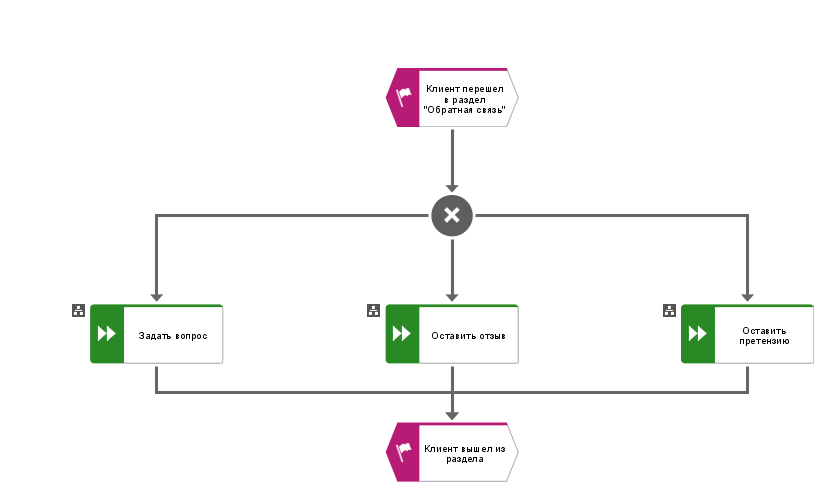 Клиент перешел
в раздел
"Обратная связь"
Задать вопрос
Оставить отзыв
Оставить
претензию
Клиент вышел из
раздела